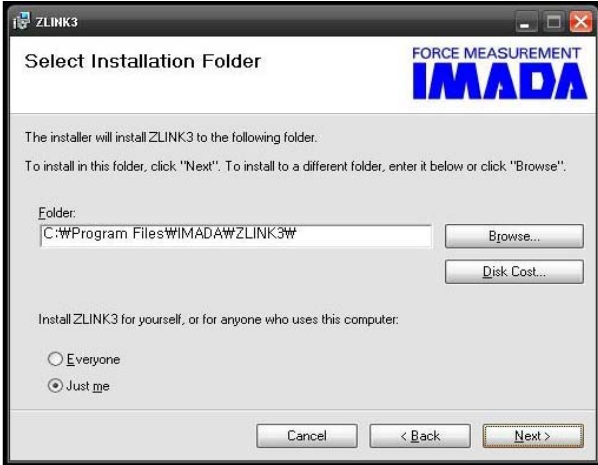 ZLINK3
Select Installation Folder
FORCE MEASUREMENT
IMADA
The installer will install ZLINK3 to the following folder.
To install in this folder, click "Next". To install to a different folder, enter it below or click "Browse".
Folder:
C:₩Program Files₩IMADA₩ZLINK3₩
Browse...
Disk Cost...
Install ZLINK3 for yourself, or for anyone who uses this computer:
Everyone
Just me
Cancel
< Back
Next >